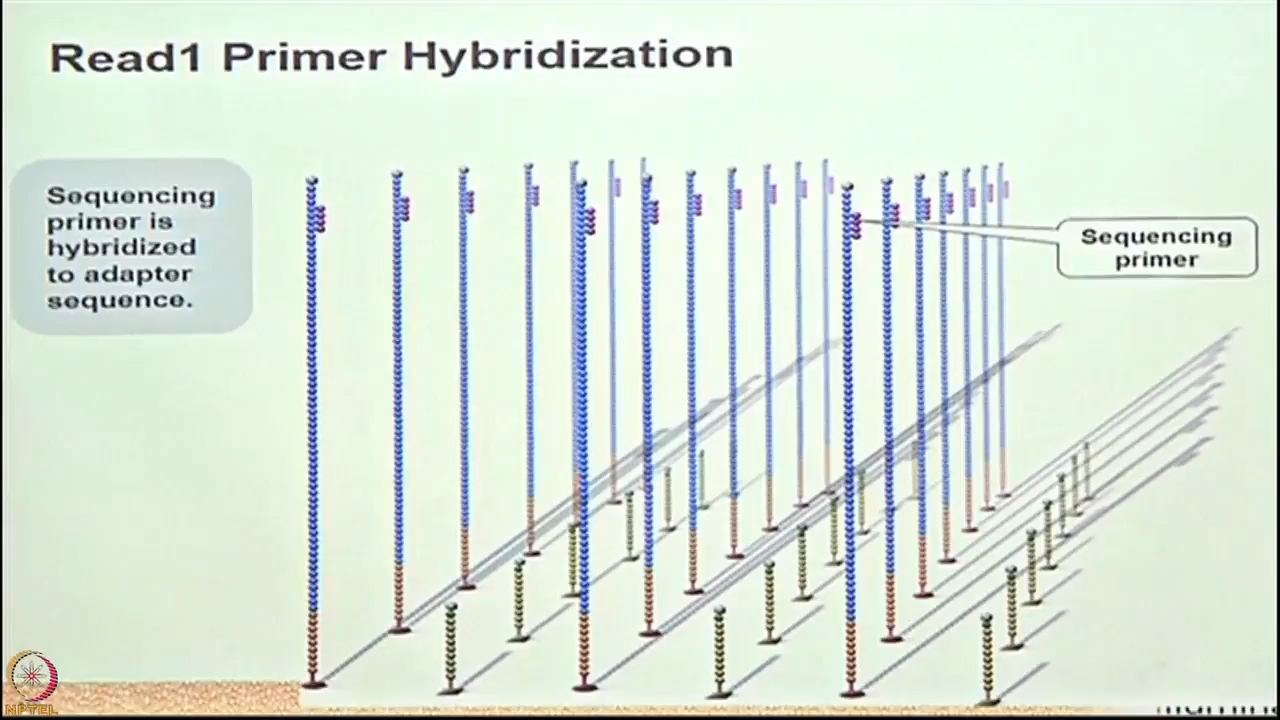 Read1 Primer Hybridization
Sequencing
primer is
hybridized
to adapter
sequence.
Sequencing
primer
NPTEL